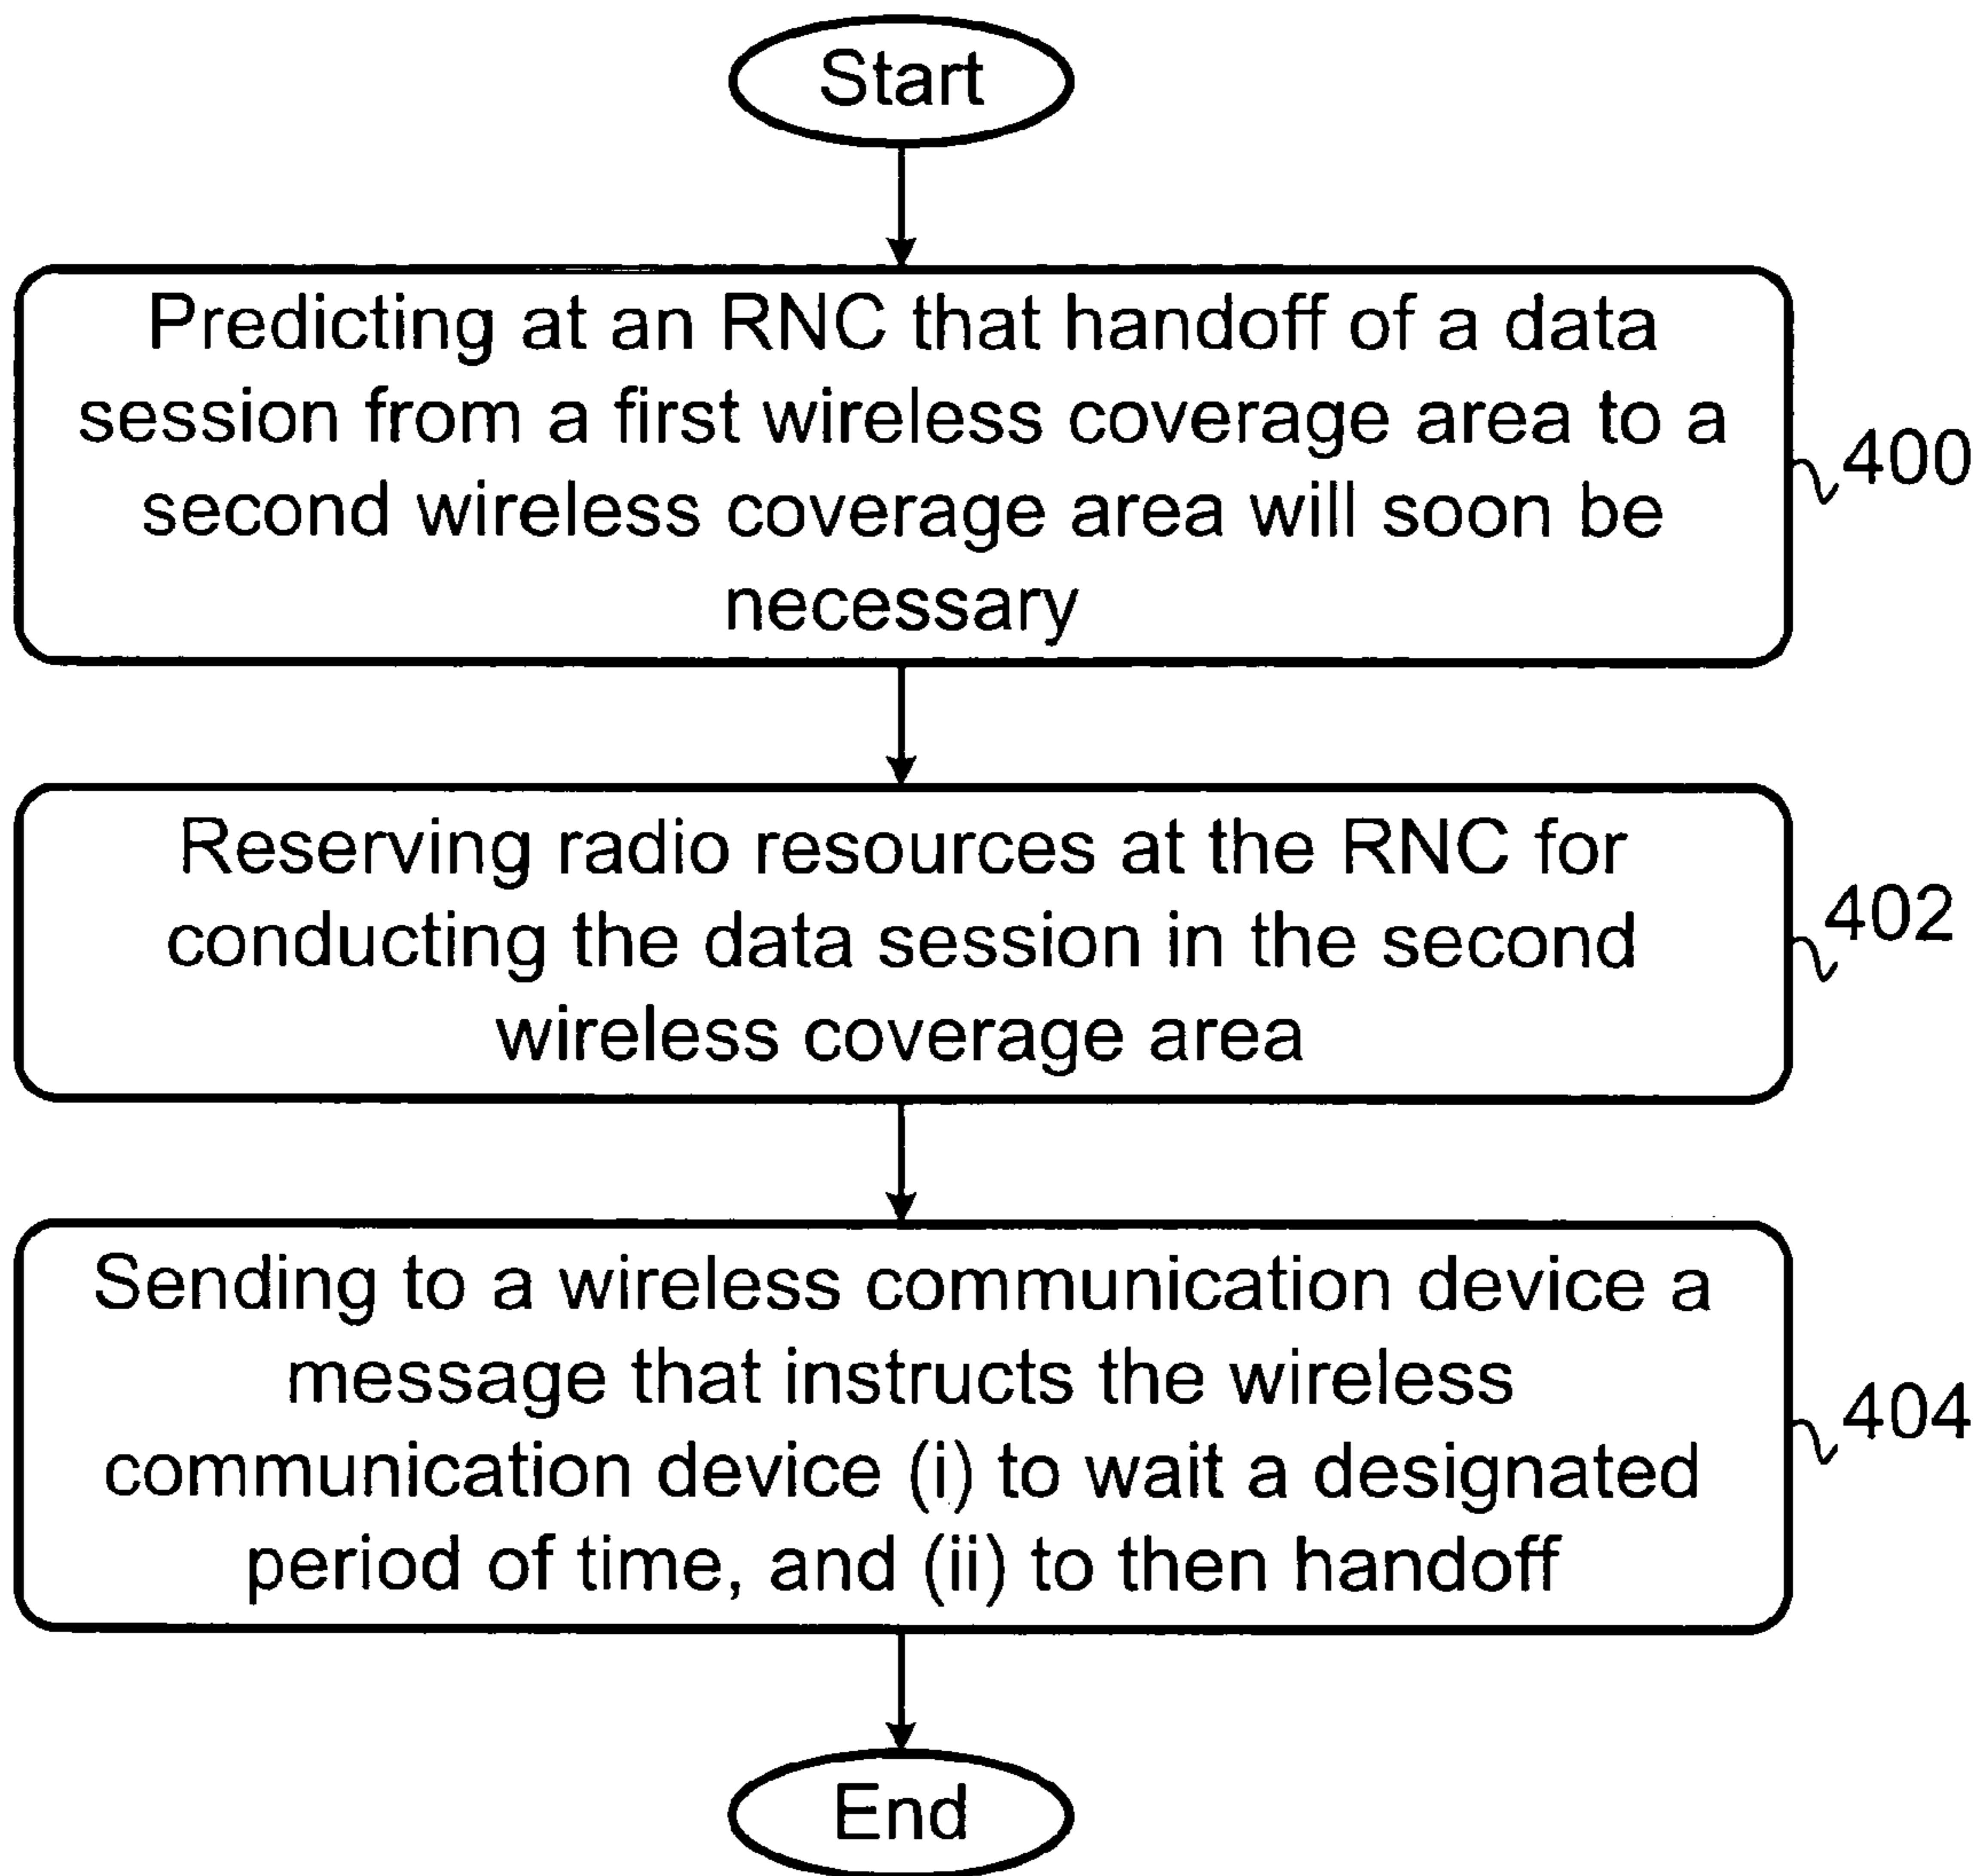 Start
Predicting at an RNC that handoff of a data
session from a first wireless coverage area to a
second wireless coverage area will soon be
necessary
400
Reserving radio resources at the RNC for
conducting the data session in the second
wireless coverage area
402
Sending to a wireless communication device a
message that instructs the wireless
communication device (i) to wait a designated
period of time, and (ii) to then handoff
404
End